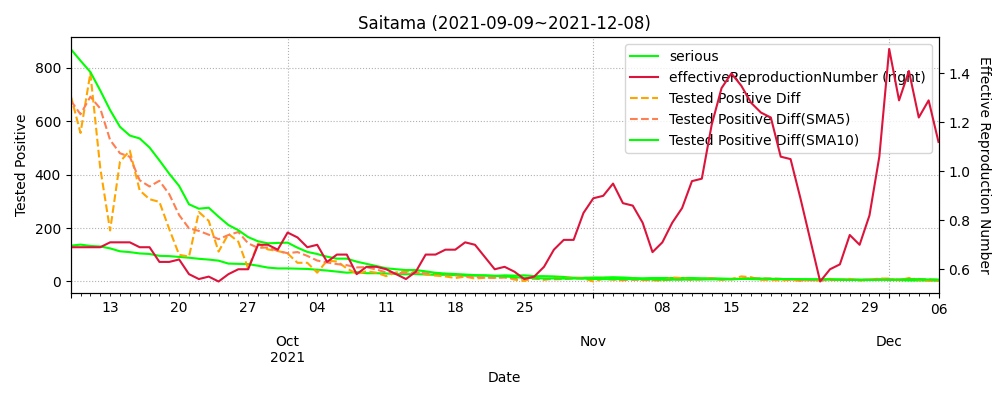 Saitama (2021-09-09~2021-12-08)
serious
effectiveReproductionNumber (right)
Tested Positive Diff
Tested Positive Diff(SMA5)
Tested Positive Diff(SMA10)
Tested Positive
800
600
400
200
0
Effective Reproduction Number
1.4
1.2
1.0
0.8
0.6
13 20 27 04 11 18 25 08 15 22 29 06
Oct Nov Dec
2021
Date